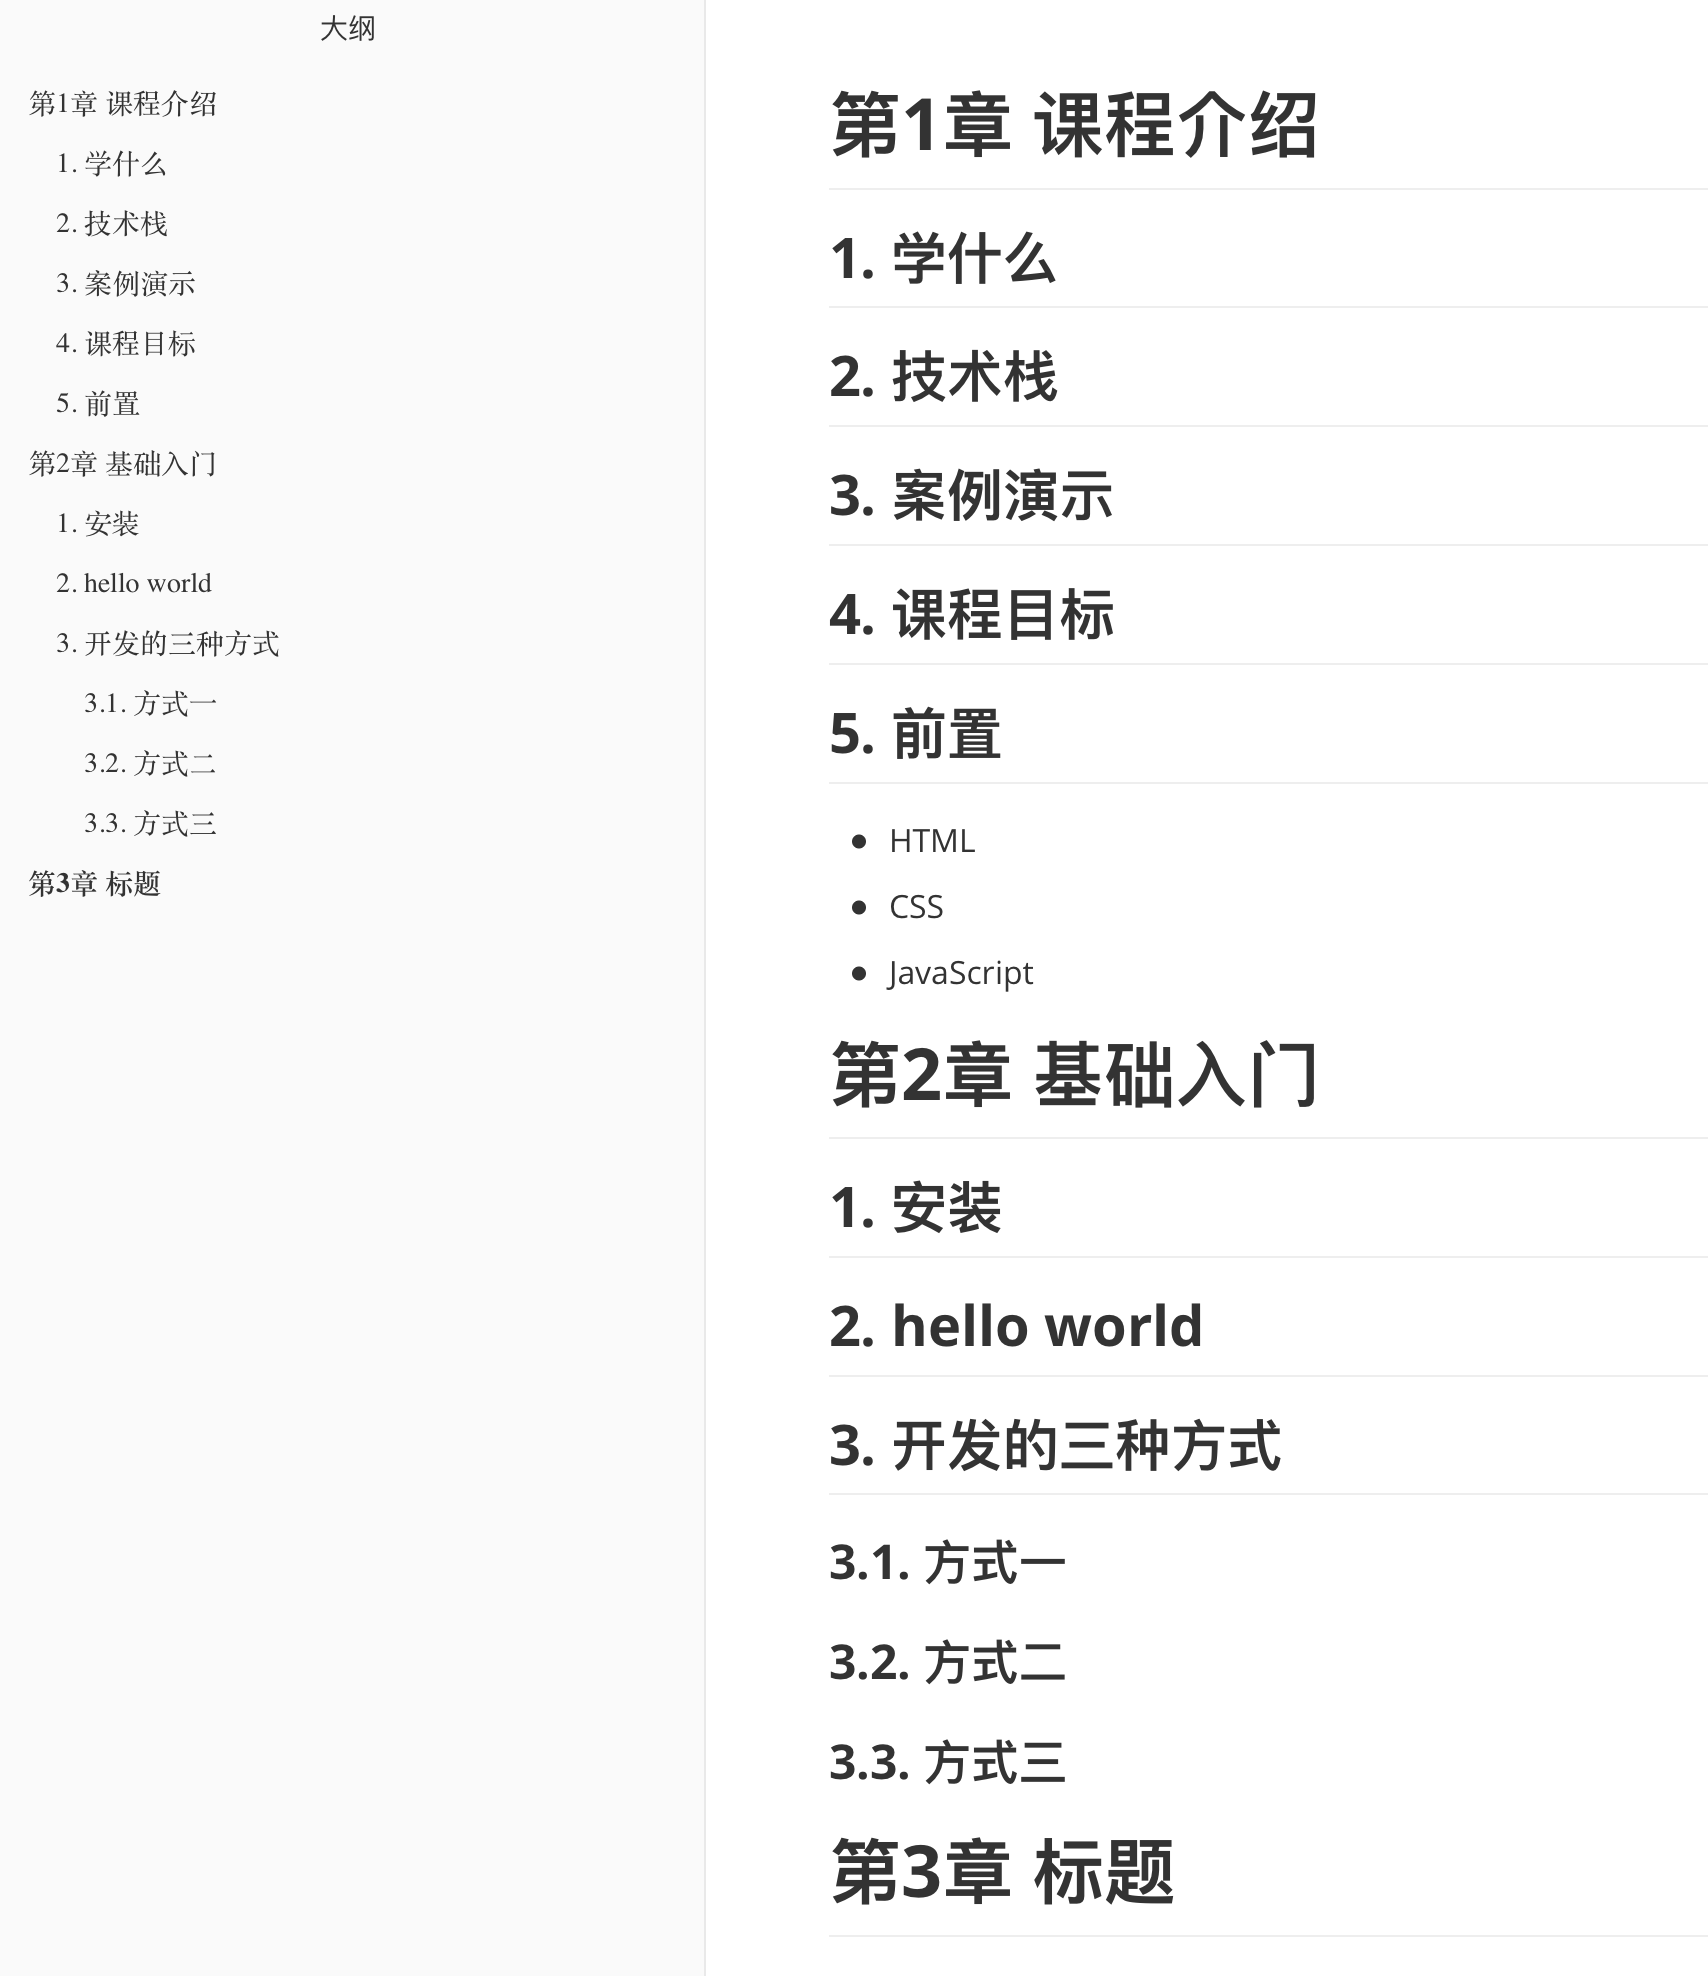 大纲
第1章 课程介绍
1. 学什么
2. 技术栈
3. 案例演示
4. 课程目标
5. 前置
第2章 基础入门
1. 安装
2. hello world
3. 开发的三种方式
3.1. 方式一
3.2. 方式二
3.3. 方式三
第3章 标题
第1章 课程介绍
1. 学什么
2. 技术栈
3. 案例演示
4. 课程目标
5. 前置
HTML
CSS
JavaScript
第2章 基础入门
1. 安装
2. hello world
3. 开发的三种方式
3.1. 方式一
3.2. 方式二
3.3. 方式三
第3章 标题